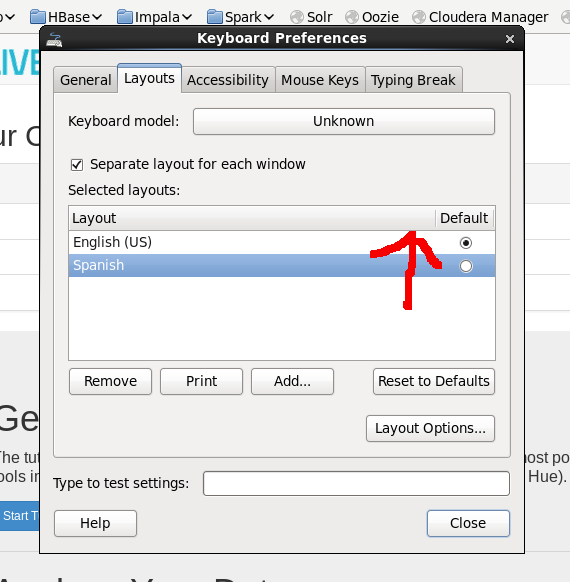 HBase Impala Spark Solr Oozie Cloudera Manager
Keyboard Preferences
General Layouts Accessibility Mouse Keys Typing Break
Keyboard model: Unknown
Separate layout for each window
Selected layouts:
Layout Default
English (US)
Spanish
Remove Print Add... Reset to Defaults
Layout Options...
Type to test settings:
Help Close
LIVE
ur
Ge
The tut
ost po
ools in
Hue).
Start T